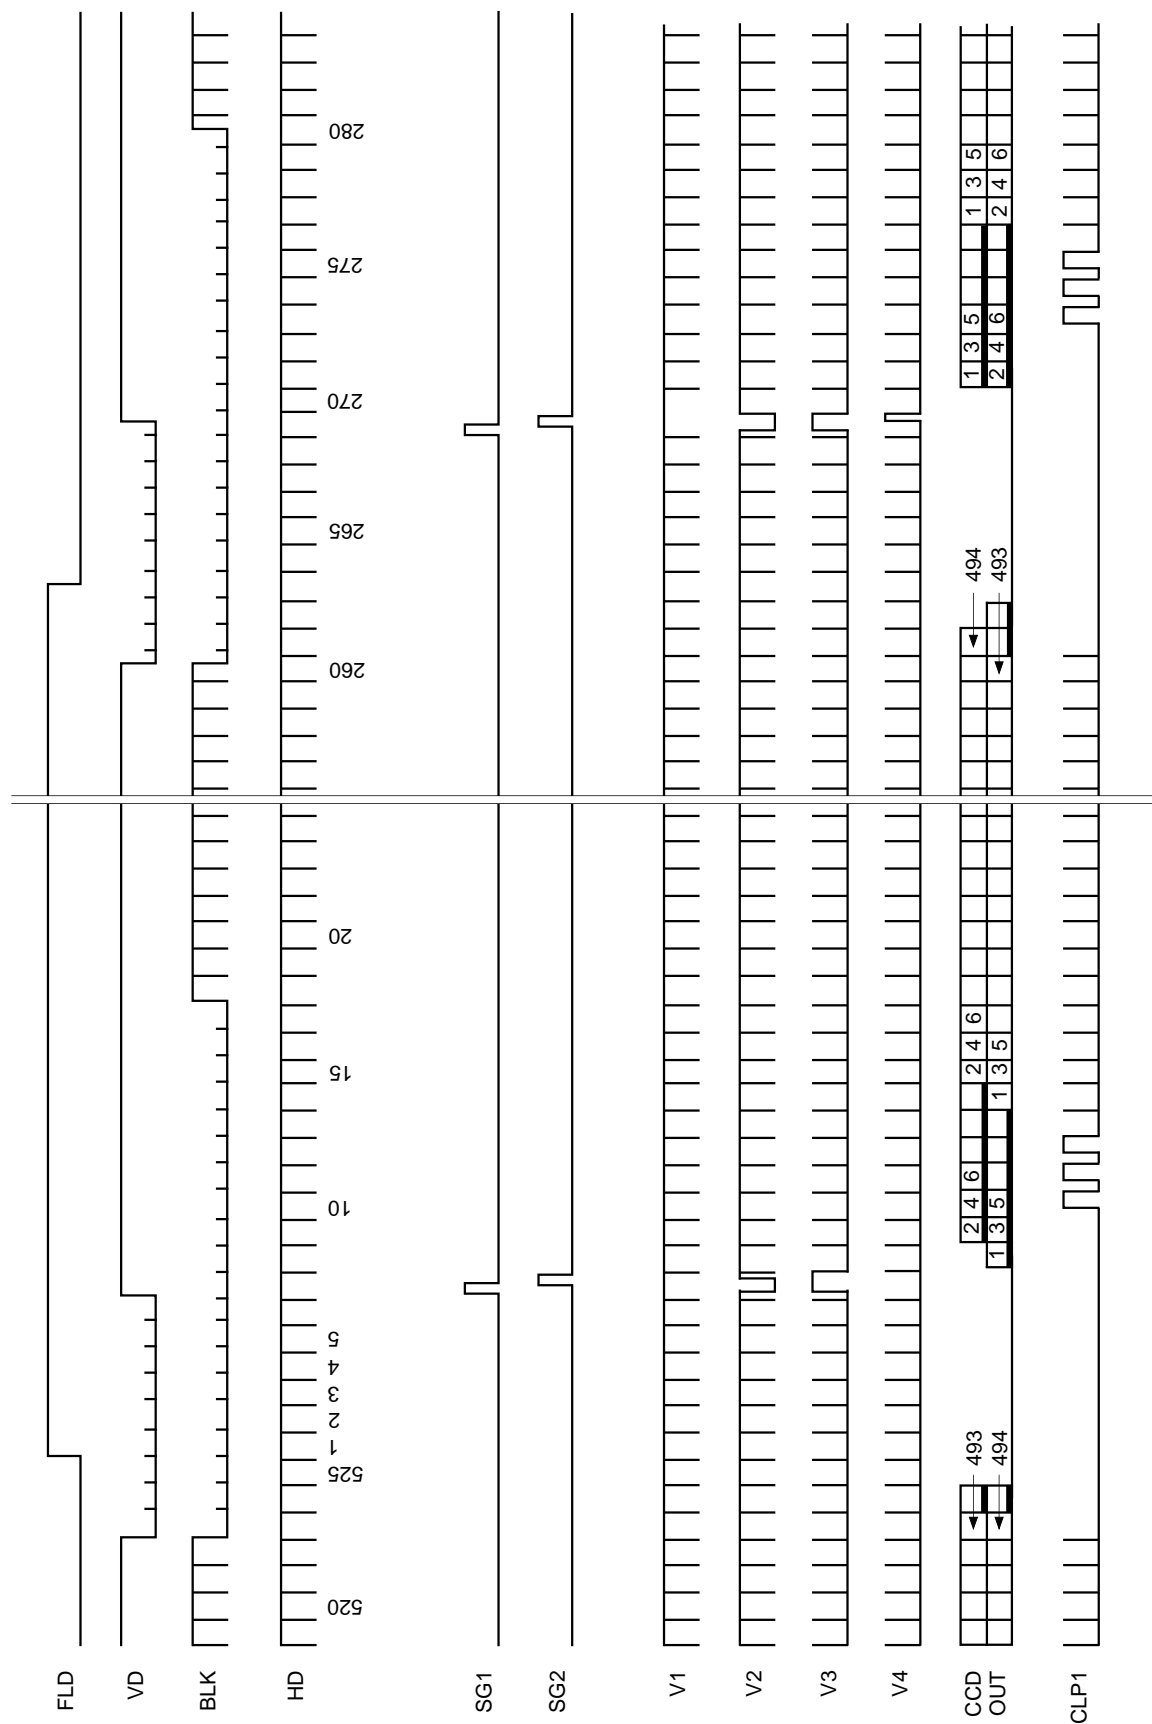 FLD
VD
BLK
HD
520 525 1 2 3 4 5 10 15 20 260 265 270 275 280
SG1
SG2
V1
V2
V3
V4
CCD 493 2 4 6 2 4 6 494 1 3 5 1 3 5
OUT 494 1 3 5 1 3 5 493 2 4 6 2 4 6
CLP1